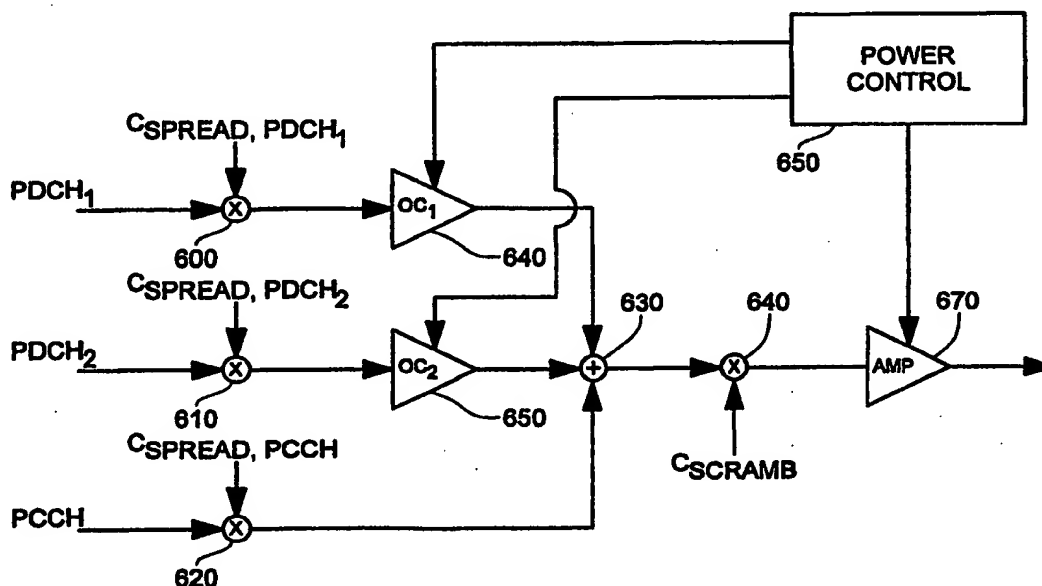 POWER
CONTROL
650
CSPREAD, PDCH1
PDCH1
X
600
OC1
640
CSPREAD, PDCH2
PDCH2
X
610
OC2
650
630
+
640
X
CSCRAMB
670
AMP
CSPREAD, PCCH
PCCH
X
620